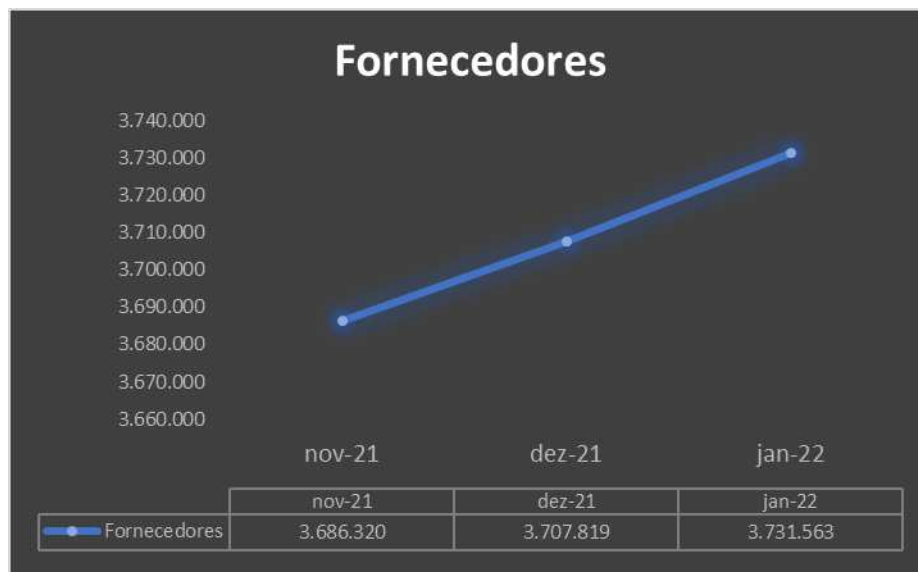 Fornecedores
3.740.000
3.730.000
3.720.000
3.710.000
3.700.000
3.690.000
3.680.000
3.670.000
3.660.000
nov-21 dez-21 jan-22
nov-21 dez-21 jan-22
Fornecedores 3.686.320 3.707.819 3.731.563